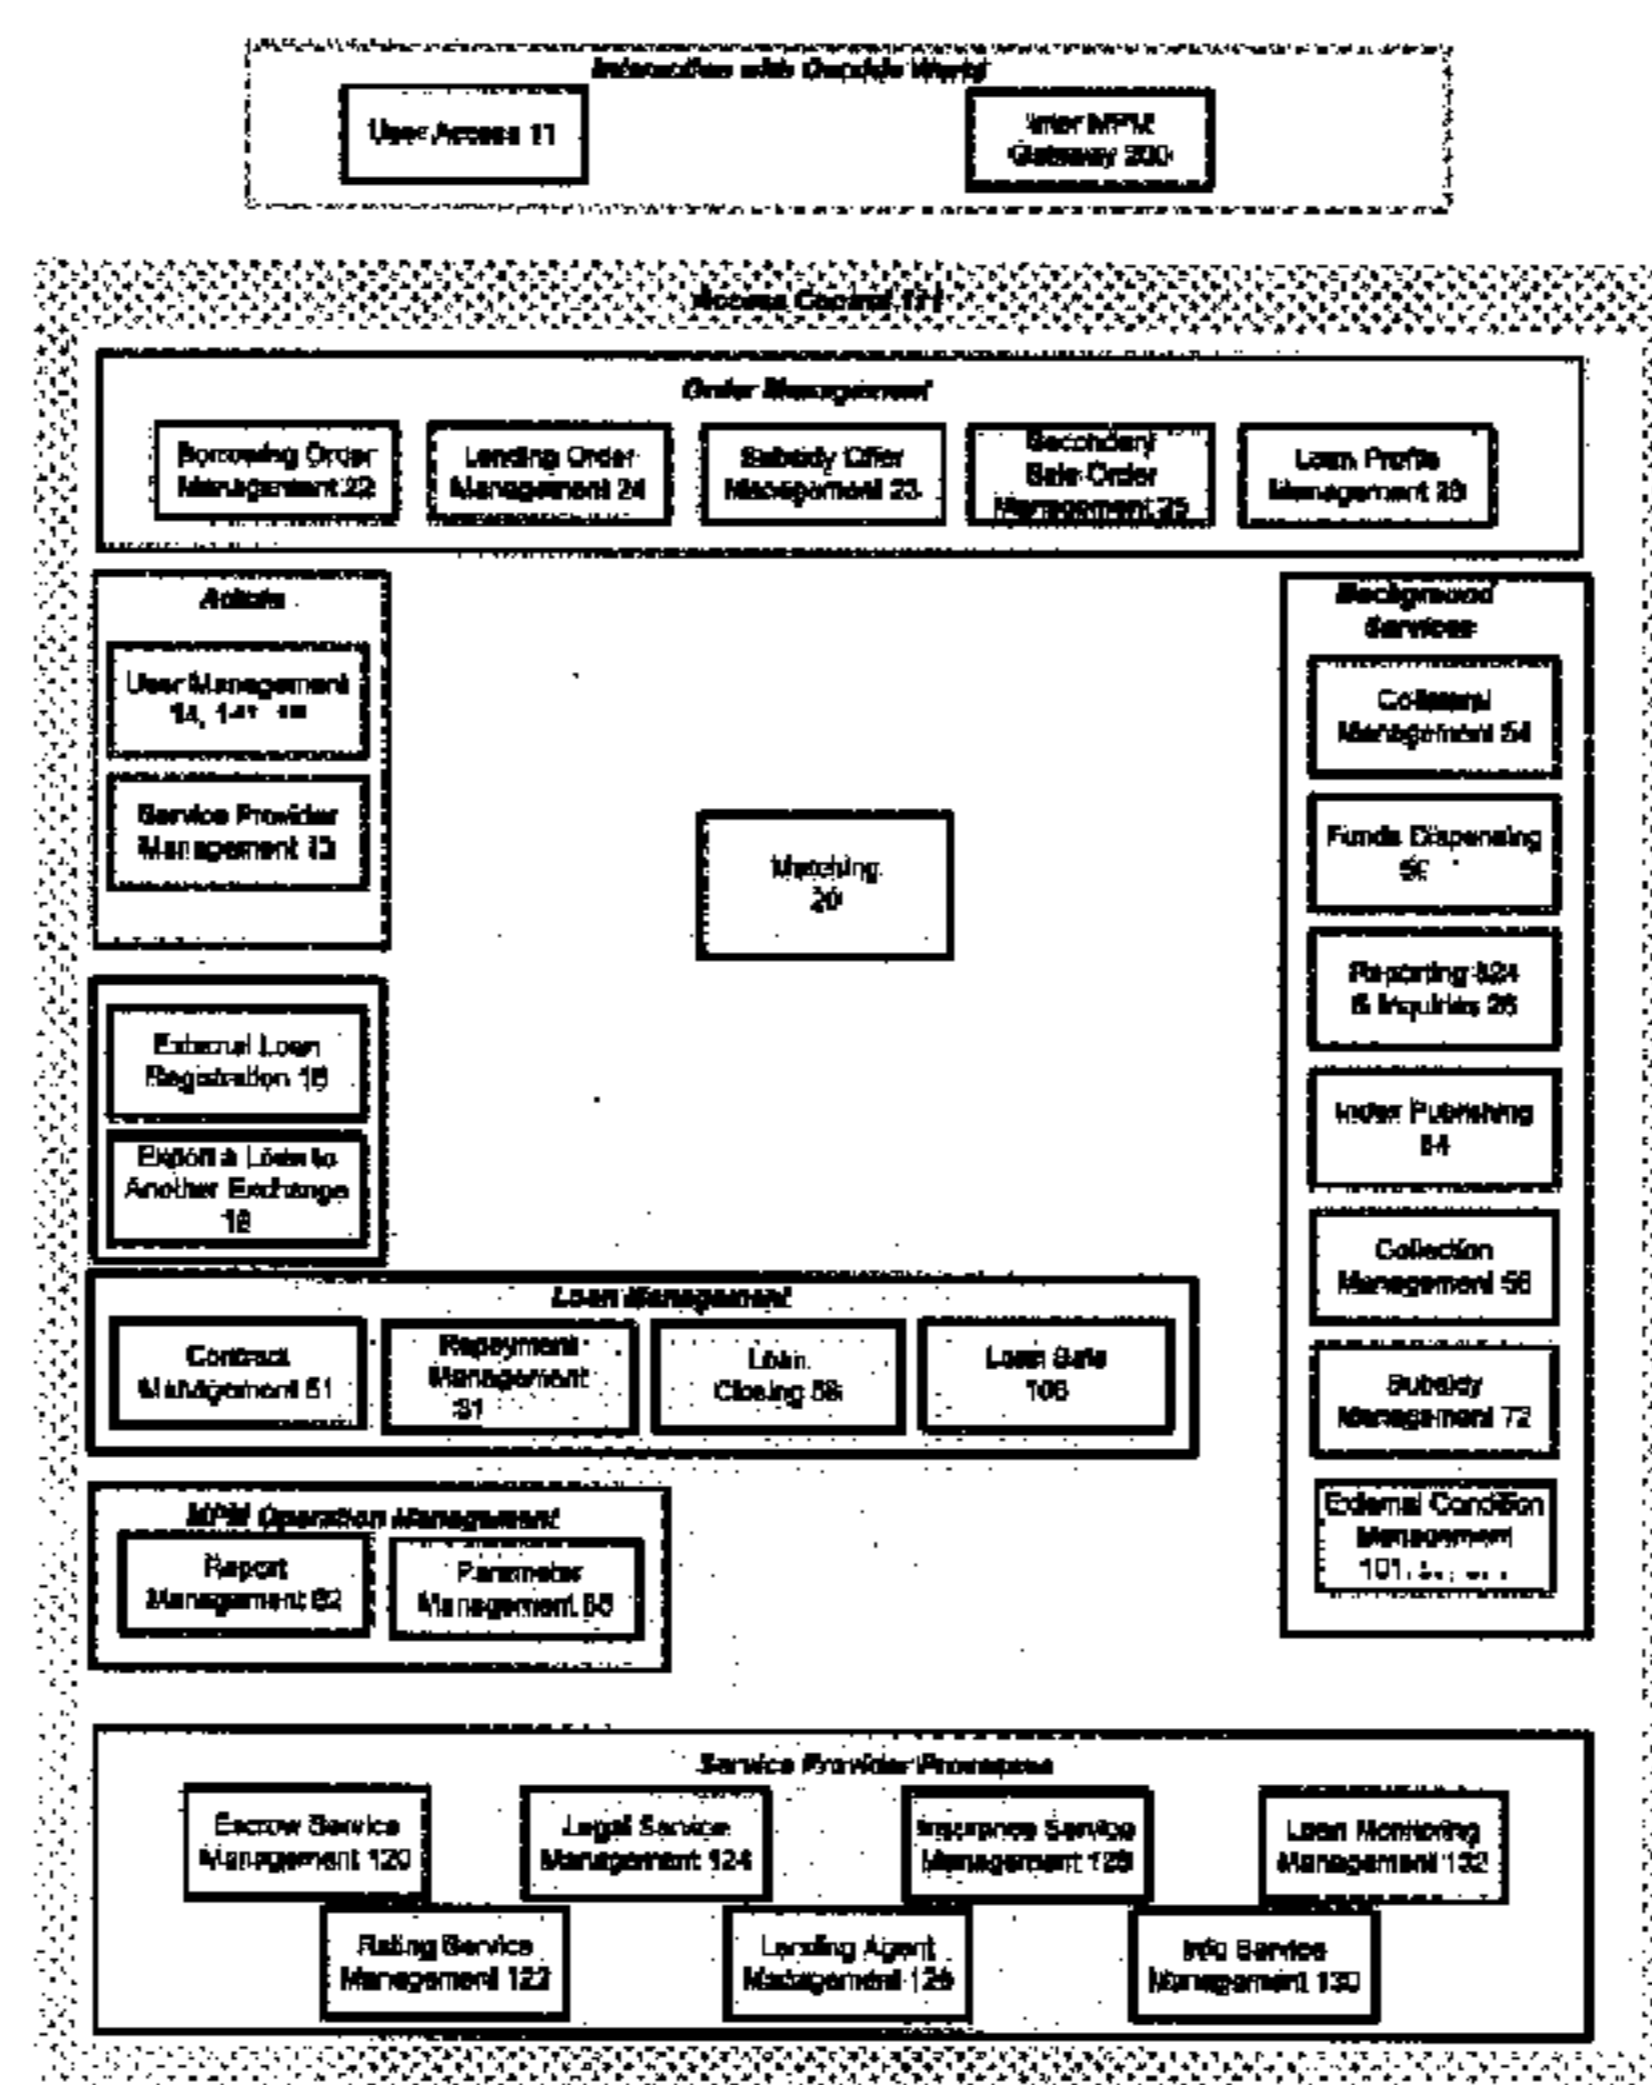 Interaction with Outside World
User Access 11
Inter MPM
Gateway 200
Access Control 111
Order Management
Borrowing Order
Management 22
Lending Order
Management 24
Subsidy Offer
Management 23
Secondary
Sale Order
Management 25
Loan Profile
Management
Actors
User Management
14,
Service Provider
Management
Background
Services
Collateral
Management 54
Funds Dispensing
Matching
20
Reporting
& Inquiries
External Loan
Registration
Export a Loan to
Another Exchange
Index Publishing
Collection
Management
Loan Management
Contract
Management 51
Repayment
Management
Loan
Closing
Loan Sale
Subsidy
Management 72
MPM Operation Management
Report
Management
Parameter
Management
External Condition
Management
101,
Service Provider Processes
Escrow Service
Management 120
Legal Service
Management 124
Insurance Service
Management
Loan Monitoring
Management 132
Rating Service
Management 122
Lending Agent
Management
Info Service
Management 130